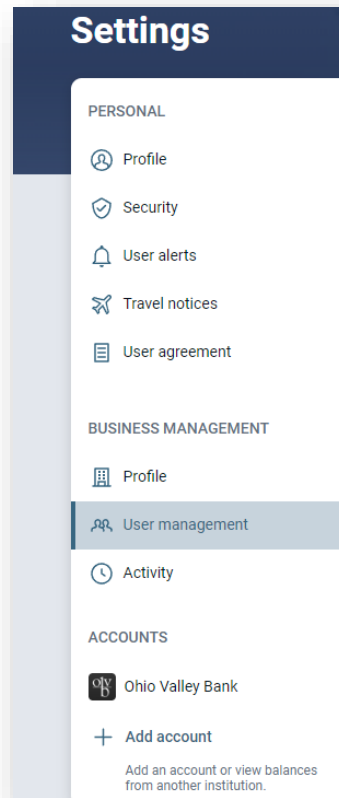 Settings
PERSONAL
Profile
Security
User alerts
Travel notices
User agreement
BUSINESS MANAGEMENT
Profile
User management
Activity
ACCOUNTS
ovb
Ohio Valley Bank
Add account
Add an account or view balances
from another institution.